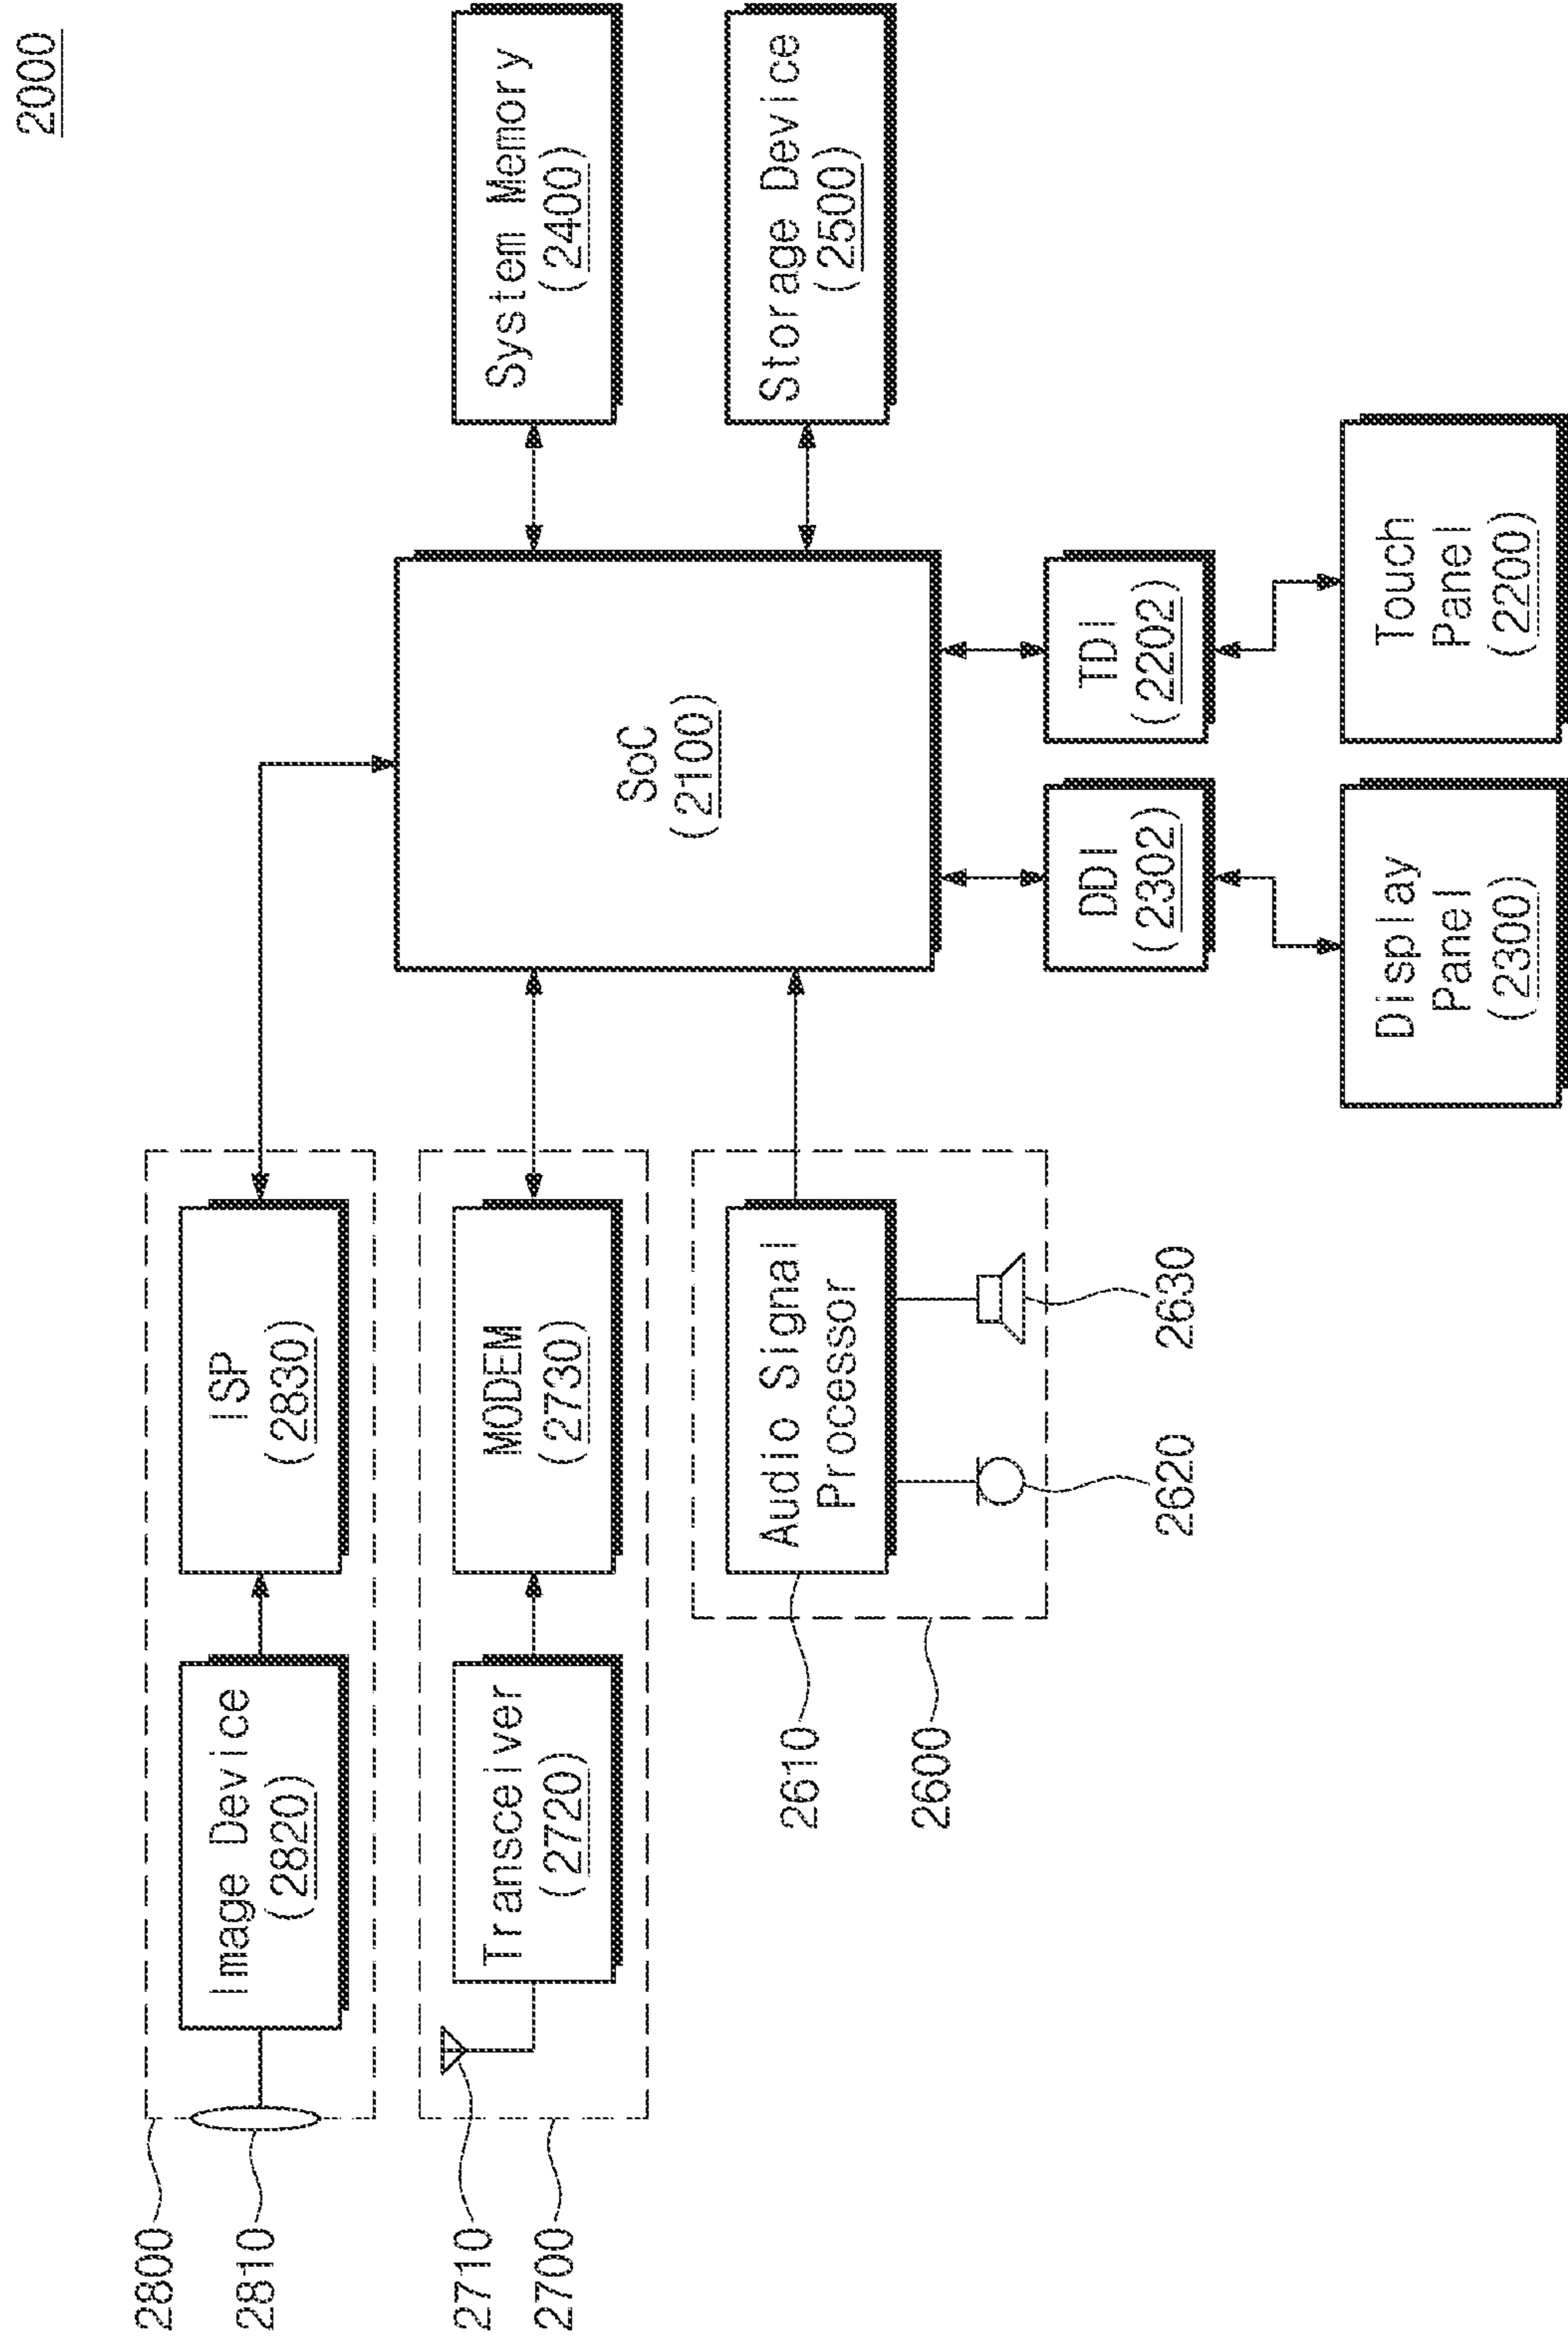 2000
2800
2810
Image Device
(2820)
ISP
(2830)
2710
2700
Transceiver
(2720)
MODEM
(2730)
SoC
(2100)
System Memory
(2400)
Storage Device
(2500)
2610
Audio Signal
Processor
2600
2620
2630
DDI
(2302)
TDI
(2202)
Display
Panel
(2300)
Touch
Panel
(2200)